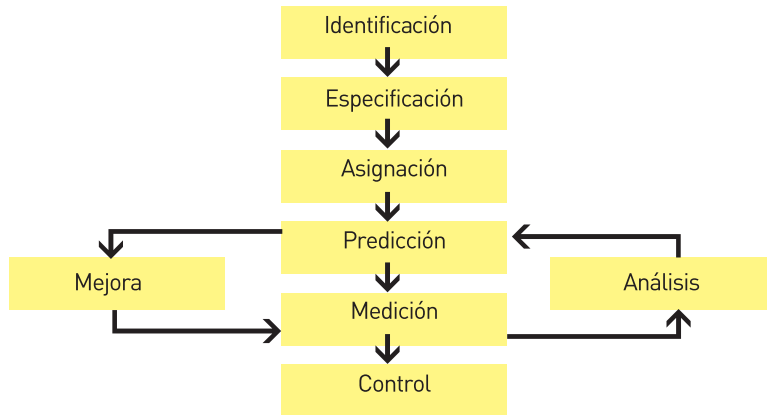 Identificación
Especificación
Asignación
Predicción
Mejora
Análisis
Medición
Control